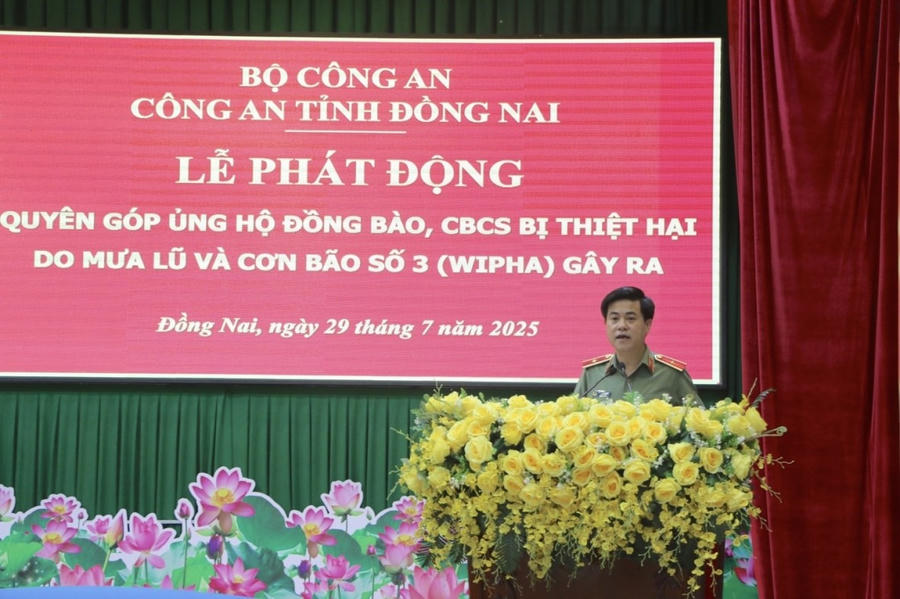 BỘ CÔNG AN
CÔNG AN TỈNH ĐỒNG NAI
LỄ PHÁT ĐỘNG
QUYÊN GÓP ỦNG HỘ ĐỒNG BÀO, CBCS BỊ THIỆT HẠI
DO MƯA LŨ VÀ CƠN BÃO SỐ 3 (WIPHA) GÂY RA
Đồng Nai, ngày 29 tháng 7 năm 2025